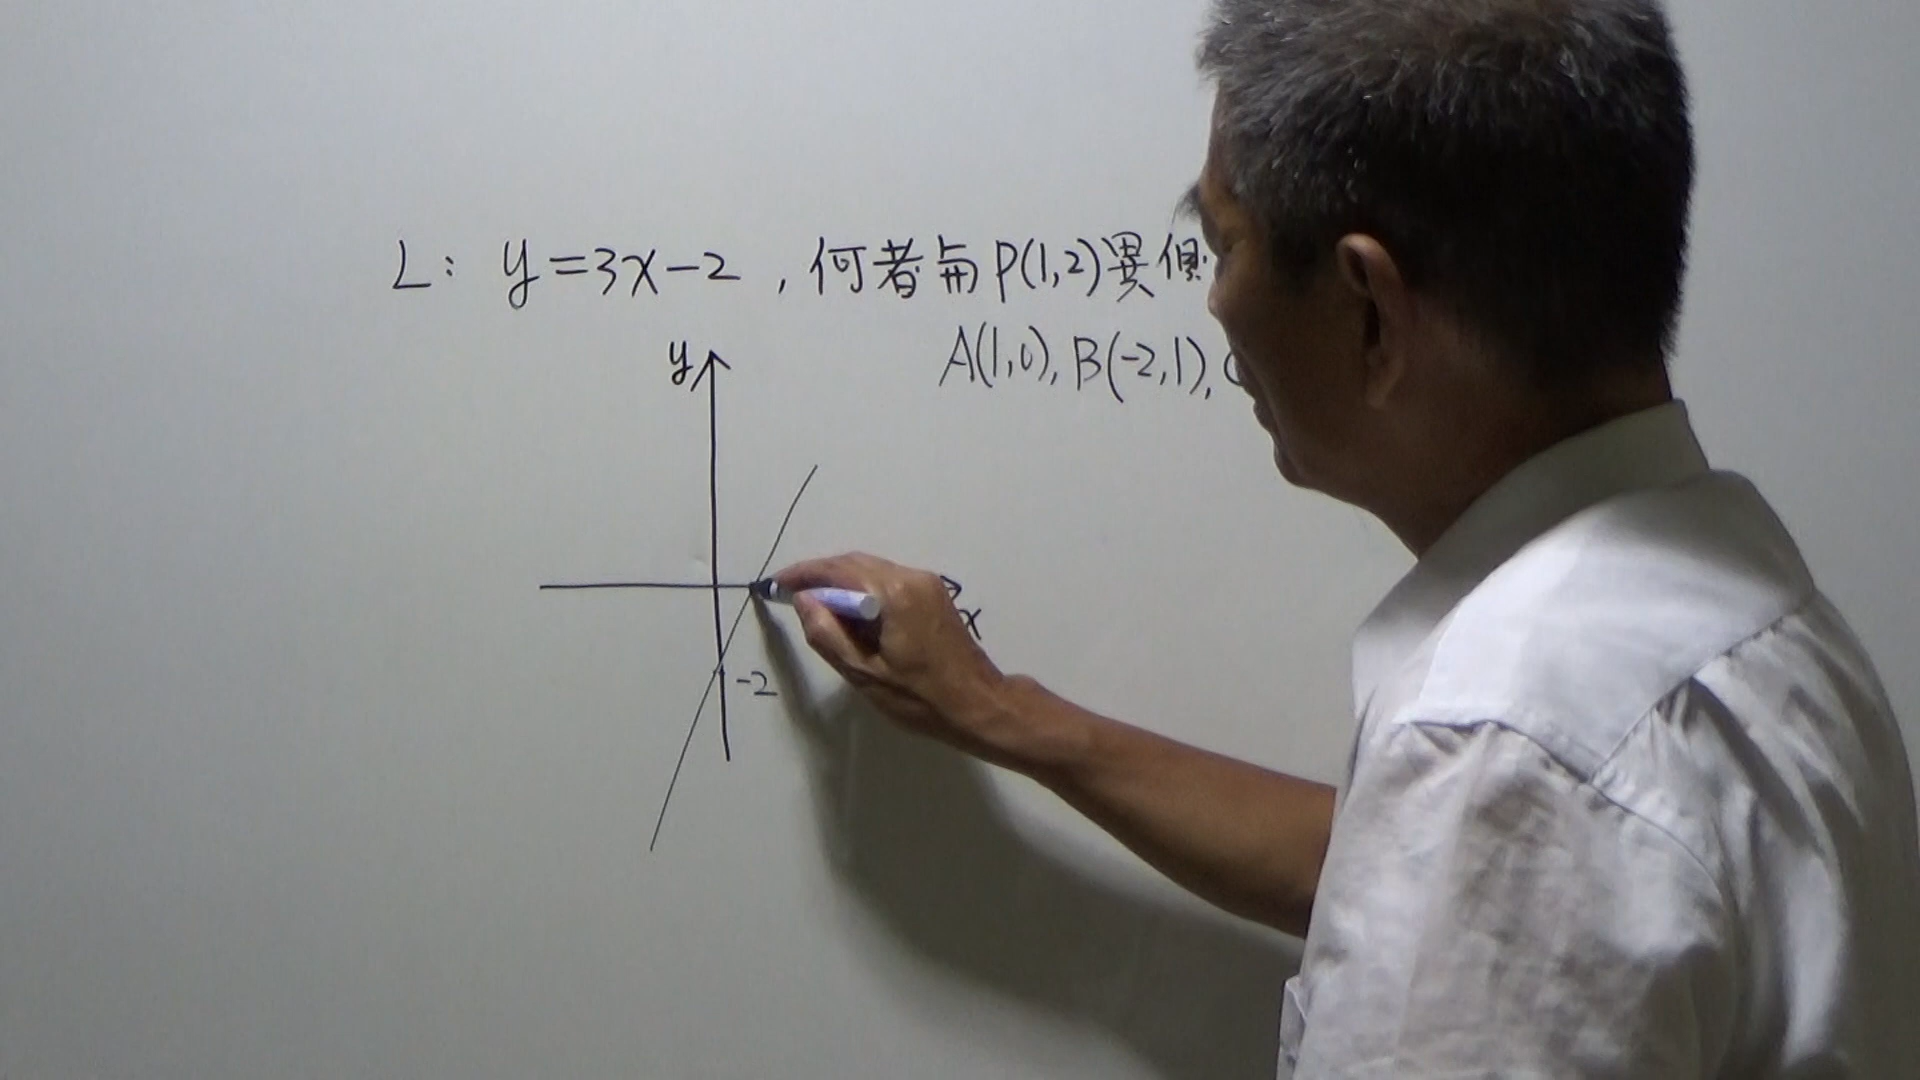 L: y=3x-2, 何者與P(1,2)異側
A(1,0), B(-2,1),
y
x
-2